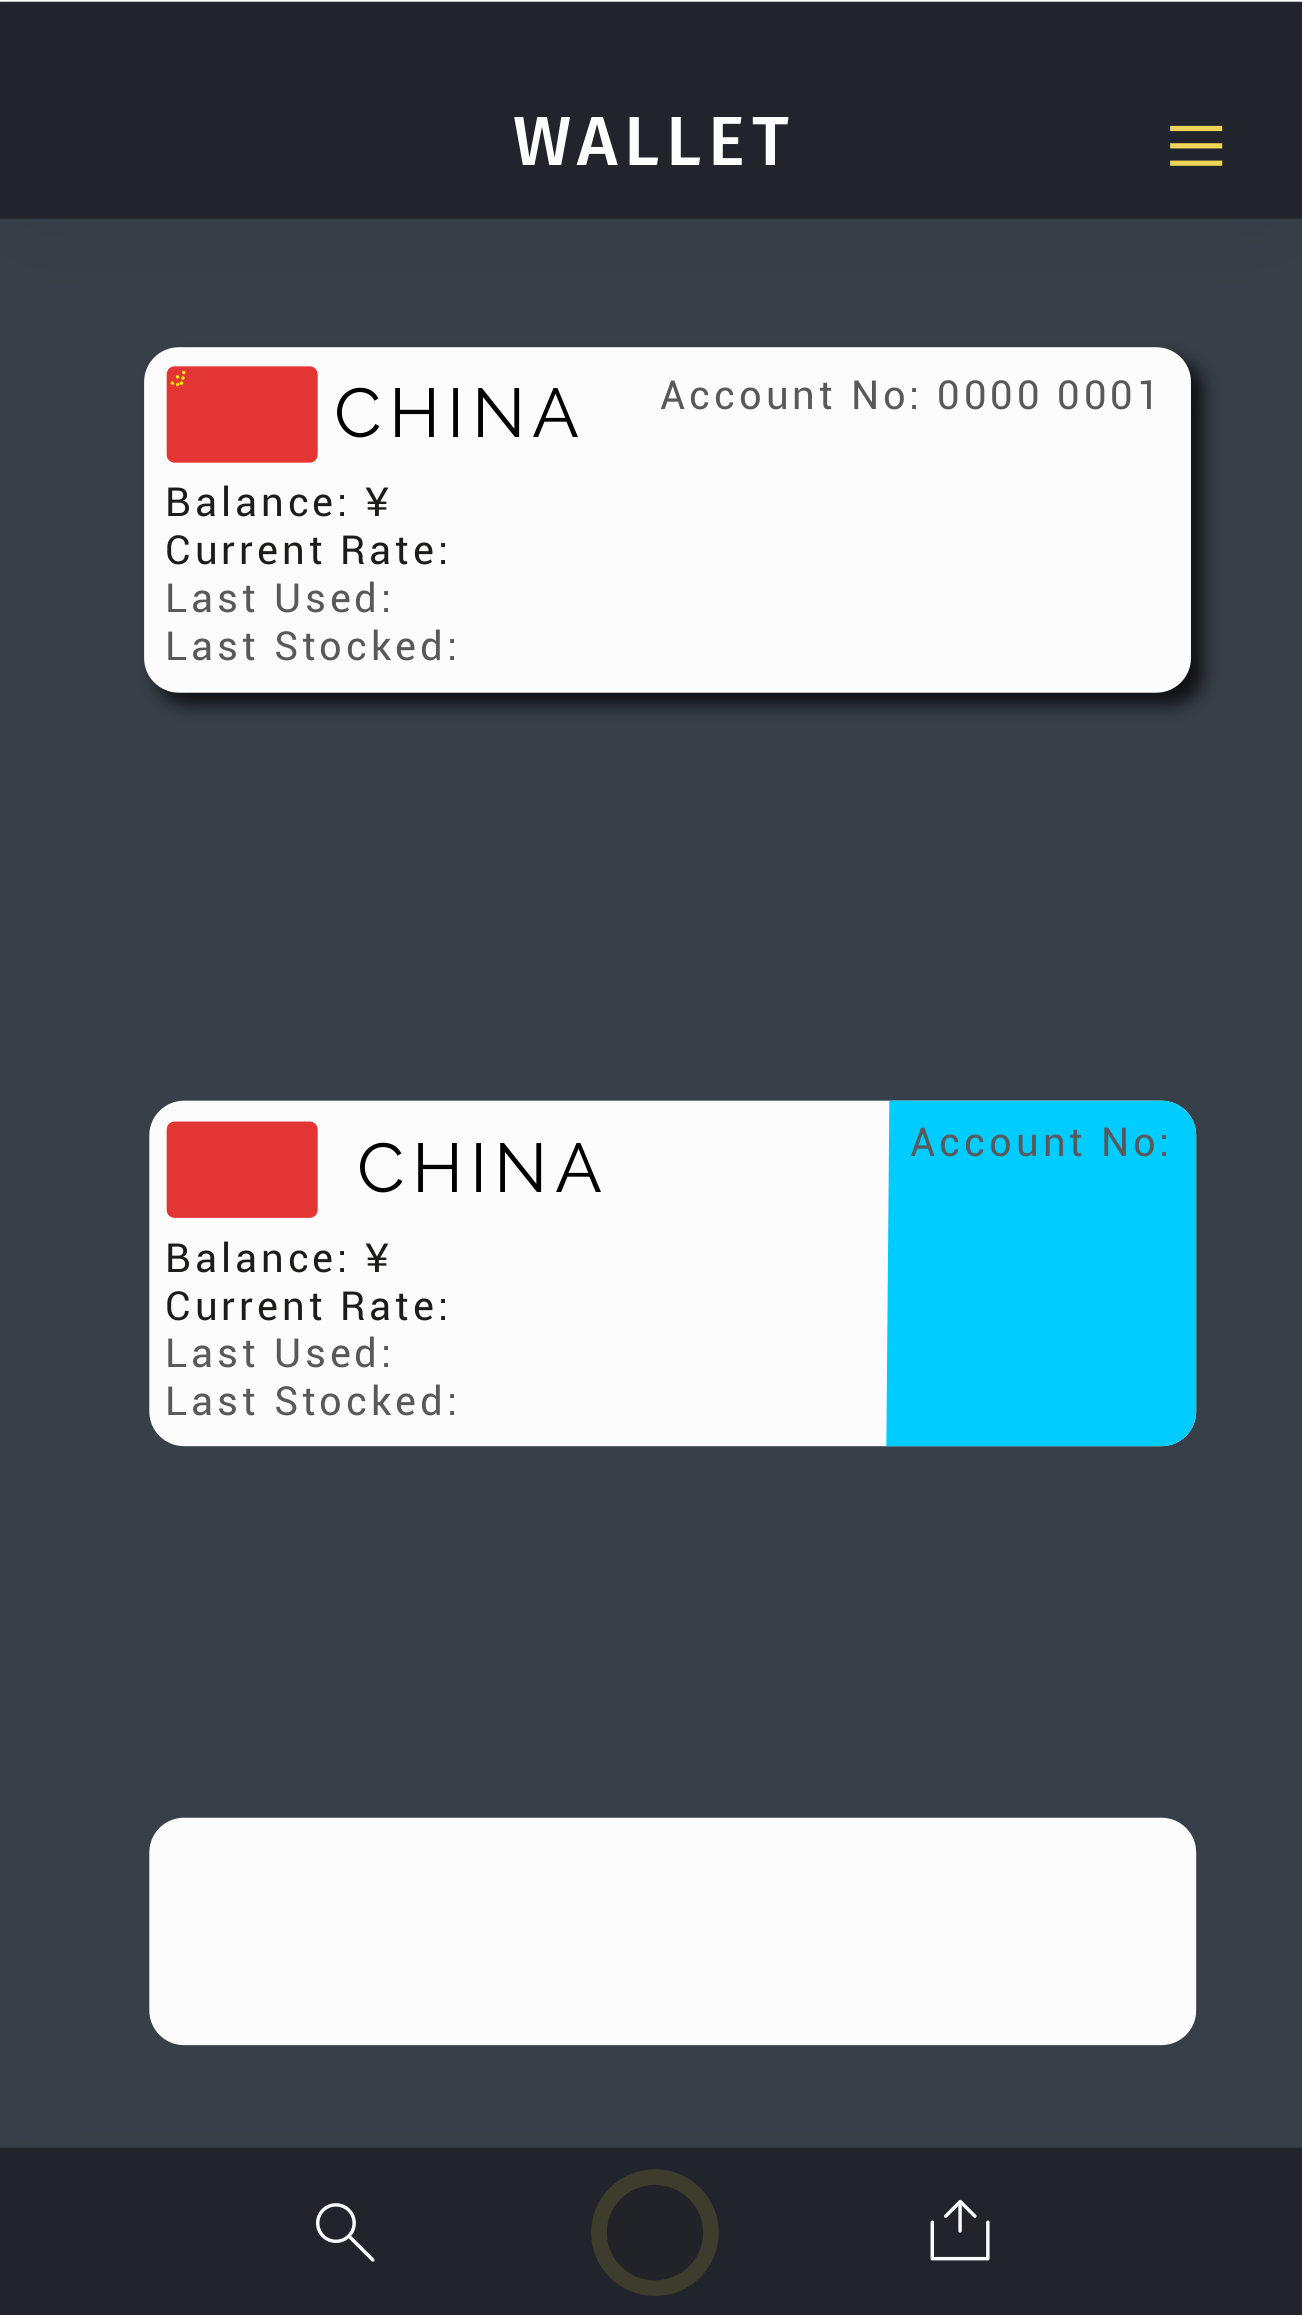 WALLET
CHINA
Account No: 0000 0001
Balance: ¥
Current Rate:
Last Used:
Last Stocked:
CHINA
Account No:
Balance: ¥
Current Rate:
Last Used:
Last Stocked: